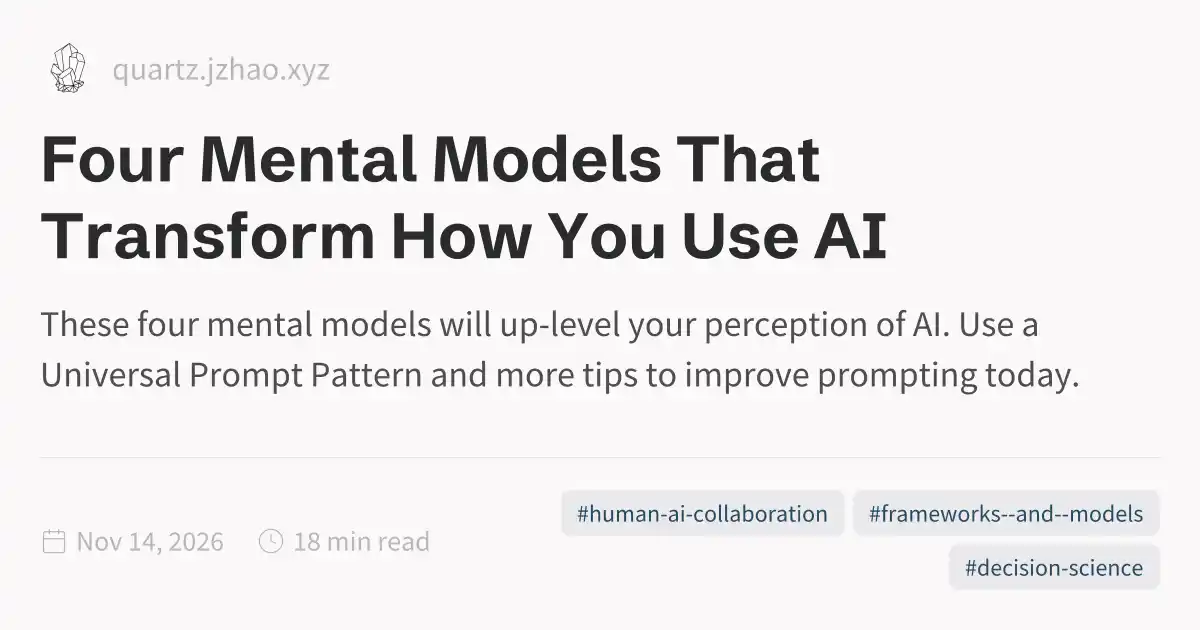 quartz.jzhao.xyz
Four Mental Models That
Transform How You Use AI
These four mental models will up-level your perception of AI. Use a
Universal Prompt Pattern and more tips to improve prompting today.
Nov 14, 2026
18 min read
#human-ai-collaboration
#frameworks--and--models
#decision-science